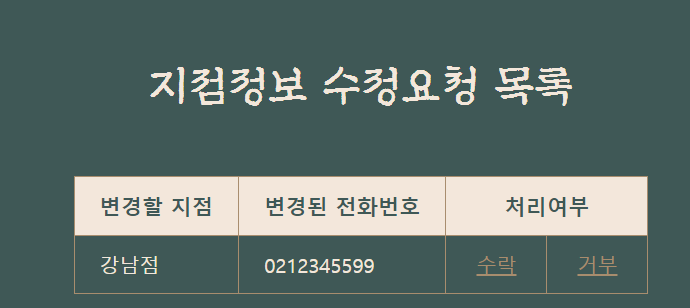 지점정보 수정요청 목록
변경할 지점 변경된 전화번호 처리여부
강남점 0212345599 수락 거부